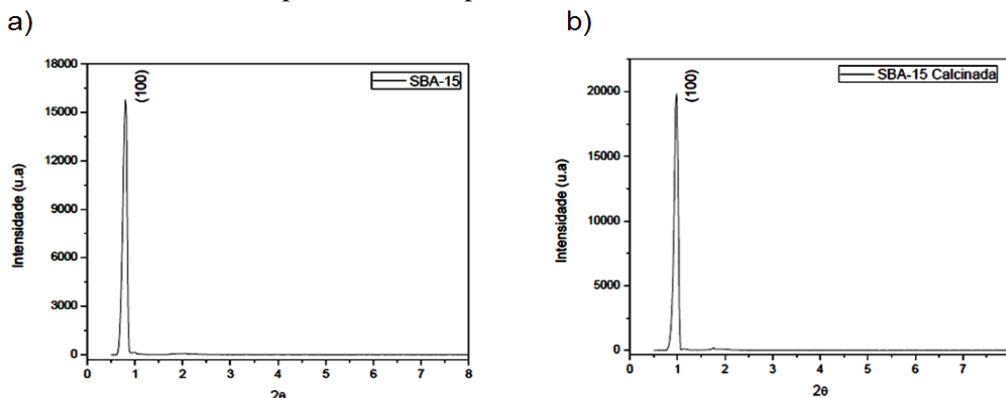 a)
SBA-15
(100)
Intensidade (u.a)
18000
15000
12000
9000
6000
3000
0
0 1 2 3 4 5 6 7 8
2θ
b)
SBA-15 Calcinada
(100)
Intensidade (u.a)
20000
15000
10000
5000
0
0 1 2 3 4 5 6 7
2θ